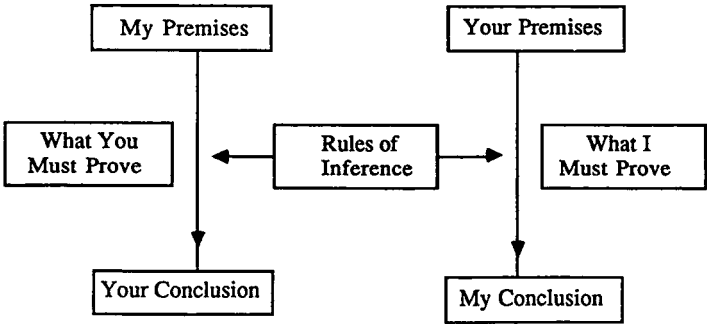 My Premises
Your Premises
What You
Must Prove
Rules of
Inference
What I
Must Prove
Your Conclusion
My Conclusion